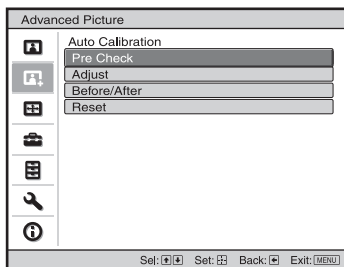 Advanced Picture
Auto Calibration
Pre Check
Adjust
Before/After
Reset
Sel: Set: Back: Exit: MENU